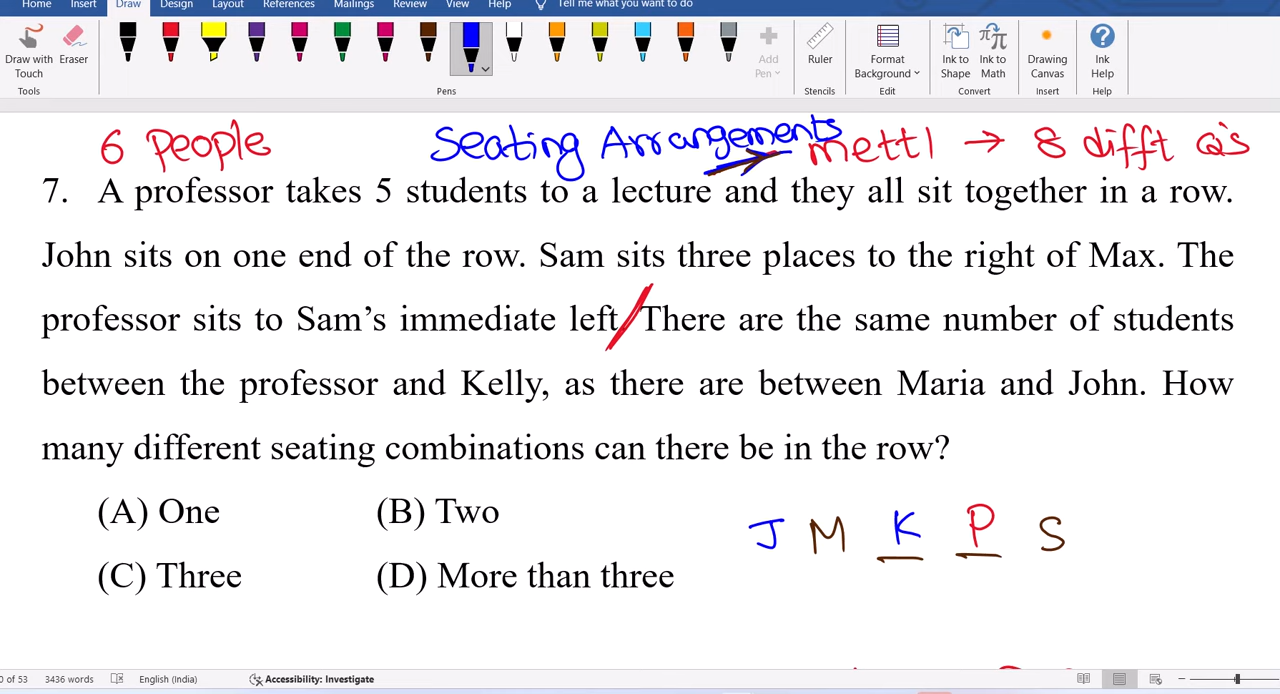 Home Insert Draw Design Layout References Mailings Review View Help Tell me what you want to do
Draw with Touch Eraser Add Pen Ruler Format Background Ink to Shape Ink to Math Drawing Canvas Ink Help
Tools Pens Stencils Edit Convert Insert Help
6 People Seating Arrangements mettl → 8 difft Q's
7. A professor takes 5 students to a lecture and they all sit together in a row.
John sits on one end of the row. Sam sits three places to the right of Max. The
professor sits to Sam's immediate left/ There are the same number of students
between the professor and Kelly, as there are between Maria and John. How
many different seating combinations can there be in the row?
(A) One (B) Two
J M K P S
(C) Three (D) More than three
0 of 53 3436 words English (India) Accessibility: Investigate